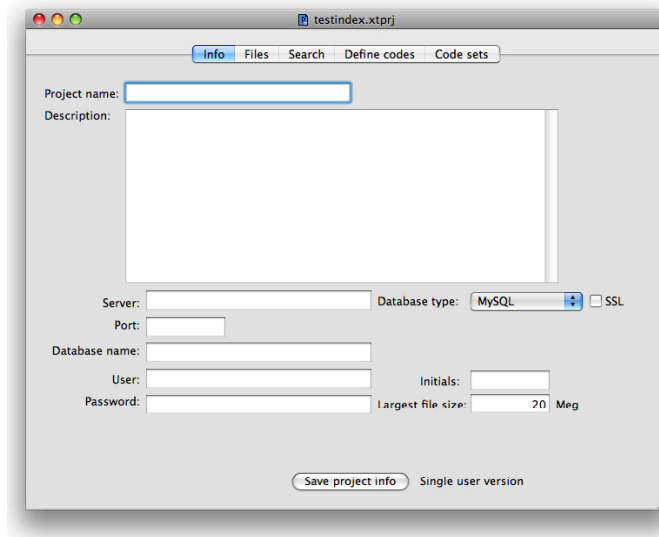 testindex.xtprj
Info Files Search Define codes Code sets
Project name:
Description:
Server: Database type: MySQL SSL
Port:
Database name:
User: Initials:
Password: Largest file size: 20 Meg
Save project info Single user version